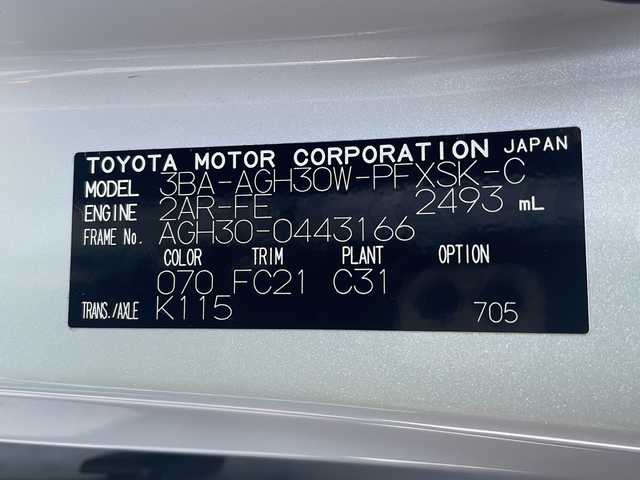 TOYOTA MOTOR CORPORATION JAPAN
MODEL 3BA-AGH30W-PFXSK-C
ENGINE 2AR-FE 2493 mL
FRAME No. AGH30-0443166
COLOR TRIM PLANT OPTION
070 FC21 C31
TRANS./AXLE K115 705